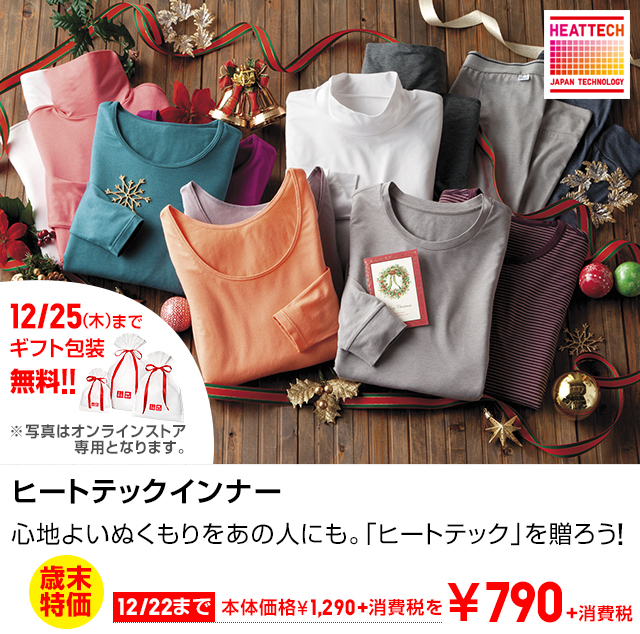 HEATTECH
JAPAN TECHNOLOGY
12/25(木)まで
ギフト包装
無料!!
※写真はオンラインストア
専用となります。
ヒートテックインナー
心地よいぬくもりをあの人にも。「ヒートテック」を贈ろう!
歳末
特価
12/22まで 本体価格¥1,290+消費税を ¥790+消費税